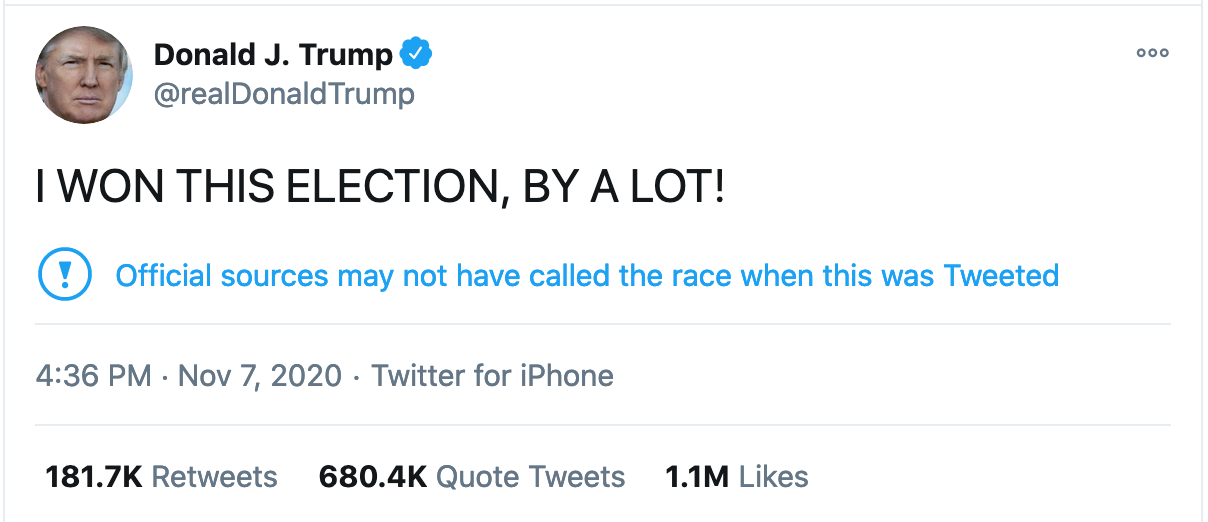 Donald J. Trump
@realDonaldTrump
I WON THIS ELECTION, BY A LOT!
Official sources may not have called the race when this was Tweeted
4:36 PM · Nov 7, 2020 · Twitter for iPhone
181.7K Retweets 680.4K Quote Tweets 1.1M Likes